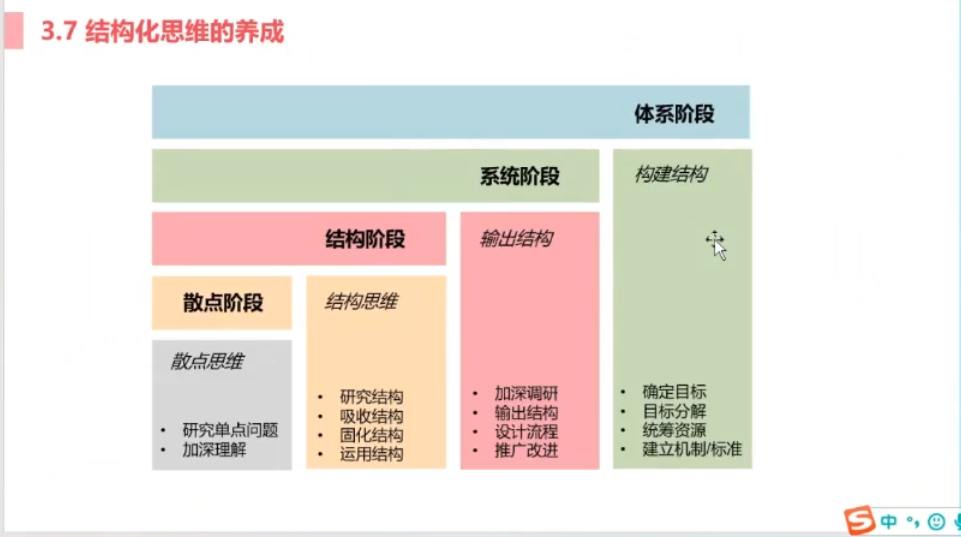 3.7 结构化思维的养成
体系阶段
系统阶段
构建结构
结构阶段
输出结构
散点阶段
结构思维
散点思维
• 研究单点问题
• 加深理解
• 研究结构
• 吸收结构
• 固化结构
• 运用结构
• 加深调研
• 输出结构
• 设计流程
• 推广改进
• 确定目标
• 目标分解
• 统筹资源
• 建立机制/标准
S 中